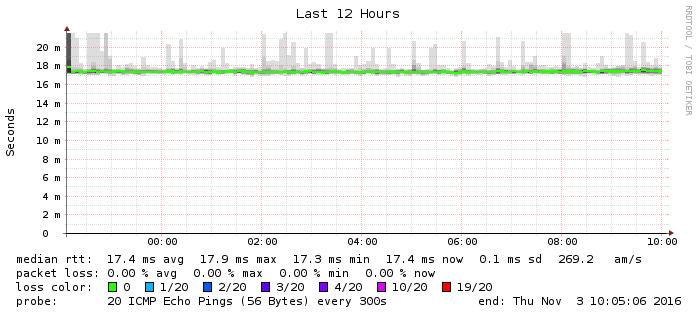 Last 12 Hours
RRDTOOL / TOBI OETIKER
Seconds
20 m
18 m
16 m
14 m
12 m
10 m
8 m
6 m
4 m
2 m
0
00:00 02:00 04:00 06:00 08:00 10:00
median rtt: 17.4 ms avg 17.9 ms max 17.3 ms min 17.4 ms now 0.1 ms sd 269.2 am/s
packet loss: 0.00 % avg 0.00 % max 0.00 % min 0.00 % now
loss color: 0 1/20 2/20 3/20 4/20 10/20 19/20
probe: 20 ICMP Echo Pings (56 Bytes) every 300s end: Thu Nov 3 10:05:06 2016